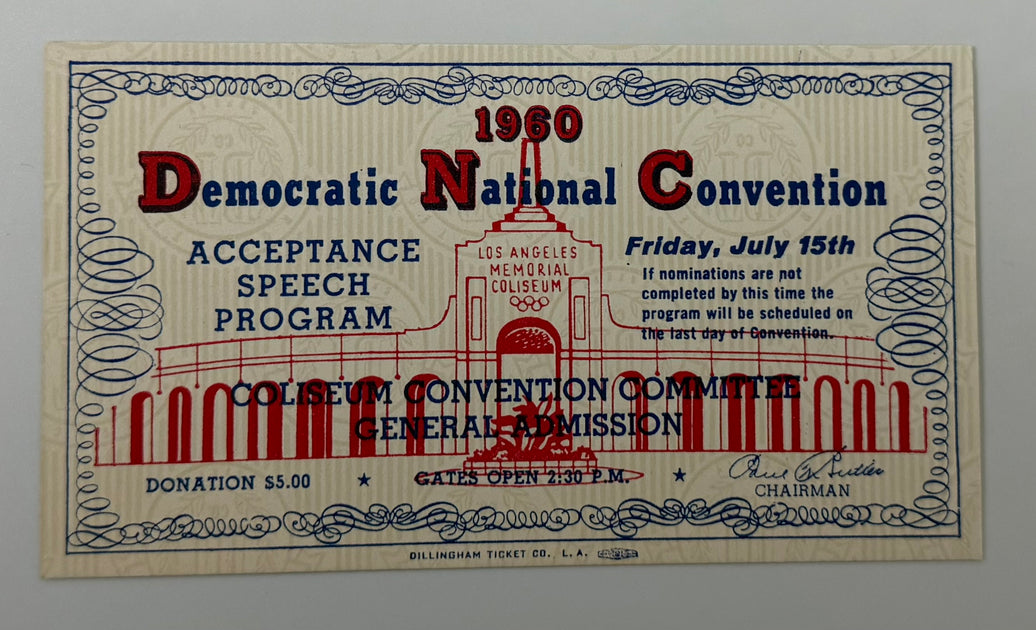 1960
Democratic National Convention
ACCEPTANCE
SPEECH
PROGRAM
LOS ANGELES
MEMORIAL
COLISEUM
Friday, July 15th
If nominations are not
completed by this time the
program will be scheduled on
the last day of Convention.
COLISEUM CONVENTION COMMITTEE
GENERAL ADMISSION
DONATION $5.00 ★ GATES OPEN 2:30 P.M. ★
CHAIRMAN
DILLINGHAM TICKET CO., L.A.